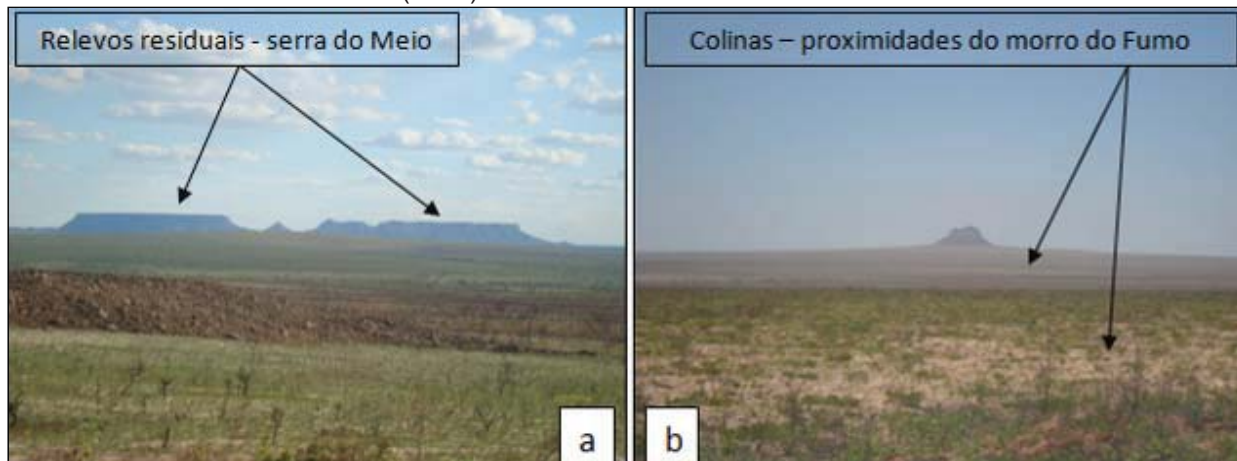 Relevos residuais - serra do Meio
Colinas – proximidades do morro do Fumo
a
b